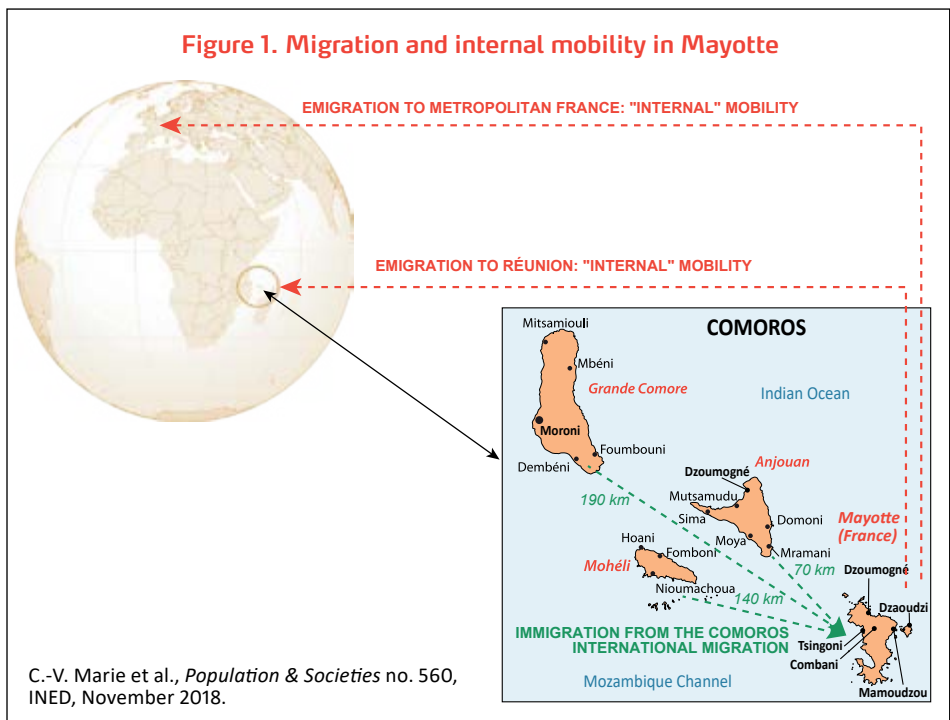 Figure 1. Migration and internal mobility in Mayotte
EMIGRATION TO METROPOLITAN FRANCE: "INTERNAL" MOBILITY
EMIGRATION TO RÉUNION: "INTERNAL" MOBILITY
COMOROS
Mitsamiouli
Mbéni
Grande Comore
Indian Ocean
Moroni
Foumbouni
Dembéni
Anjouan
Dzoumogné
190 km
Mutsamudu
Sima
Domoni
Mayotte
(France)
Moya
Hoani
Fomboni
Mramani
Mohéli
70 km
Dzoumogné
Nioumachoua
140 km
Dzaoudzi
IMMIGRATION FROM THE COMOROS
INTERNATIONAL MIGRATION
Tsingoni
Combani
Mozambique Channel
Mamoudzou
C.-V. Marie et al., Population & Societies no. 560,
INED, November 2018.